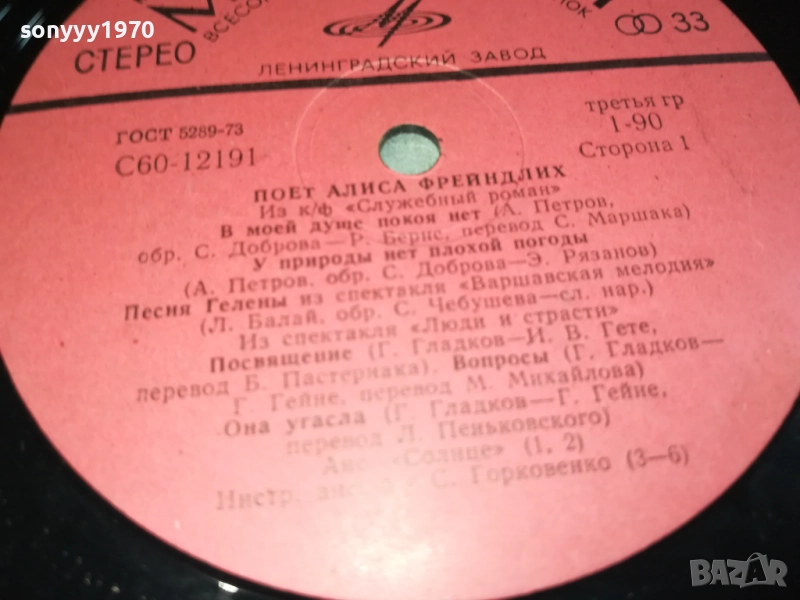 sonyyy1970
СТЕРЕО
33
ЛЕНИНГРАДСКИЙ ЗАВОД
ГОСТ 5289-73
С60-12191
третья гр
1-90
Сторона 1
ПОЕТ АЛИСА ФРЕЙНДЛИХ
Из к/ф «Служебный роман»
В моей душе покоя нет (А. Петров,
обр. С. Доброва—Р. Бернс, перевод С. Маршака)
У природы нет плохой погоды
(А. Петров, обр. С. Доброва—Э. Рязанов)
Песня Гелены из спектакля «Варшавская мелодия»
(Л. Балай, обр. С. Чебушева—сл. нар.)
Из спектакля «Люди и страсти»
Посвящение (Г. Гладков—И. В. Гете,
перевод Б. Пастернака). Вопросы (Г. Гладков—
Г. Гейне, перевод М. Михайлова)
Она угасла (Г. Гладков—Г. Гейне,
перевод Л. Пеньковского)
Анс. «Солнце» (1, 2)
Инстр. С. Горковенко (3—6)
BAZAR